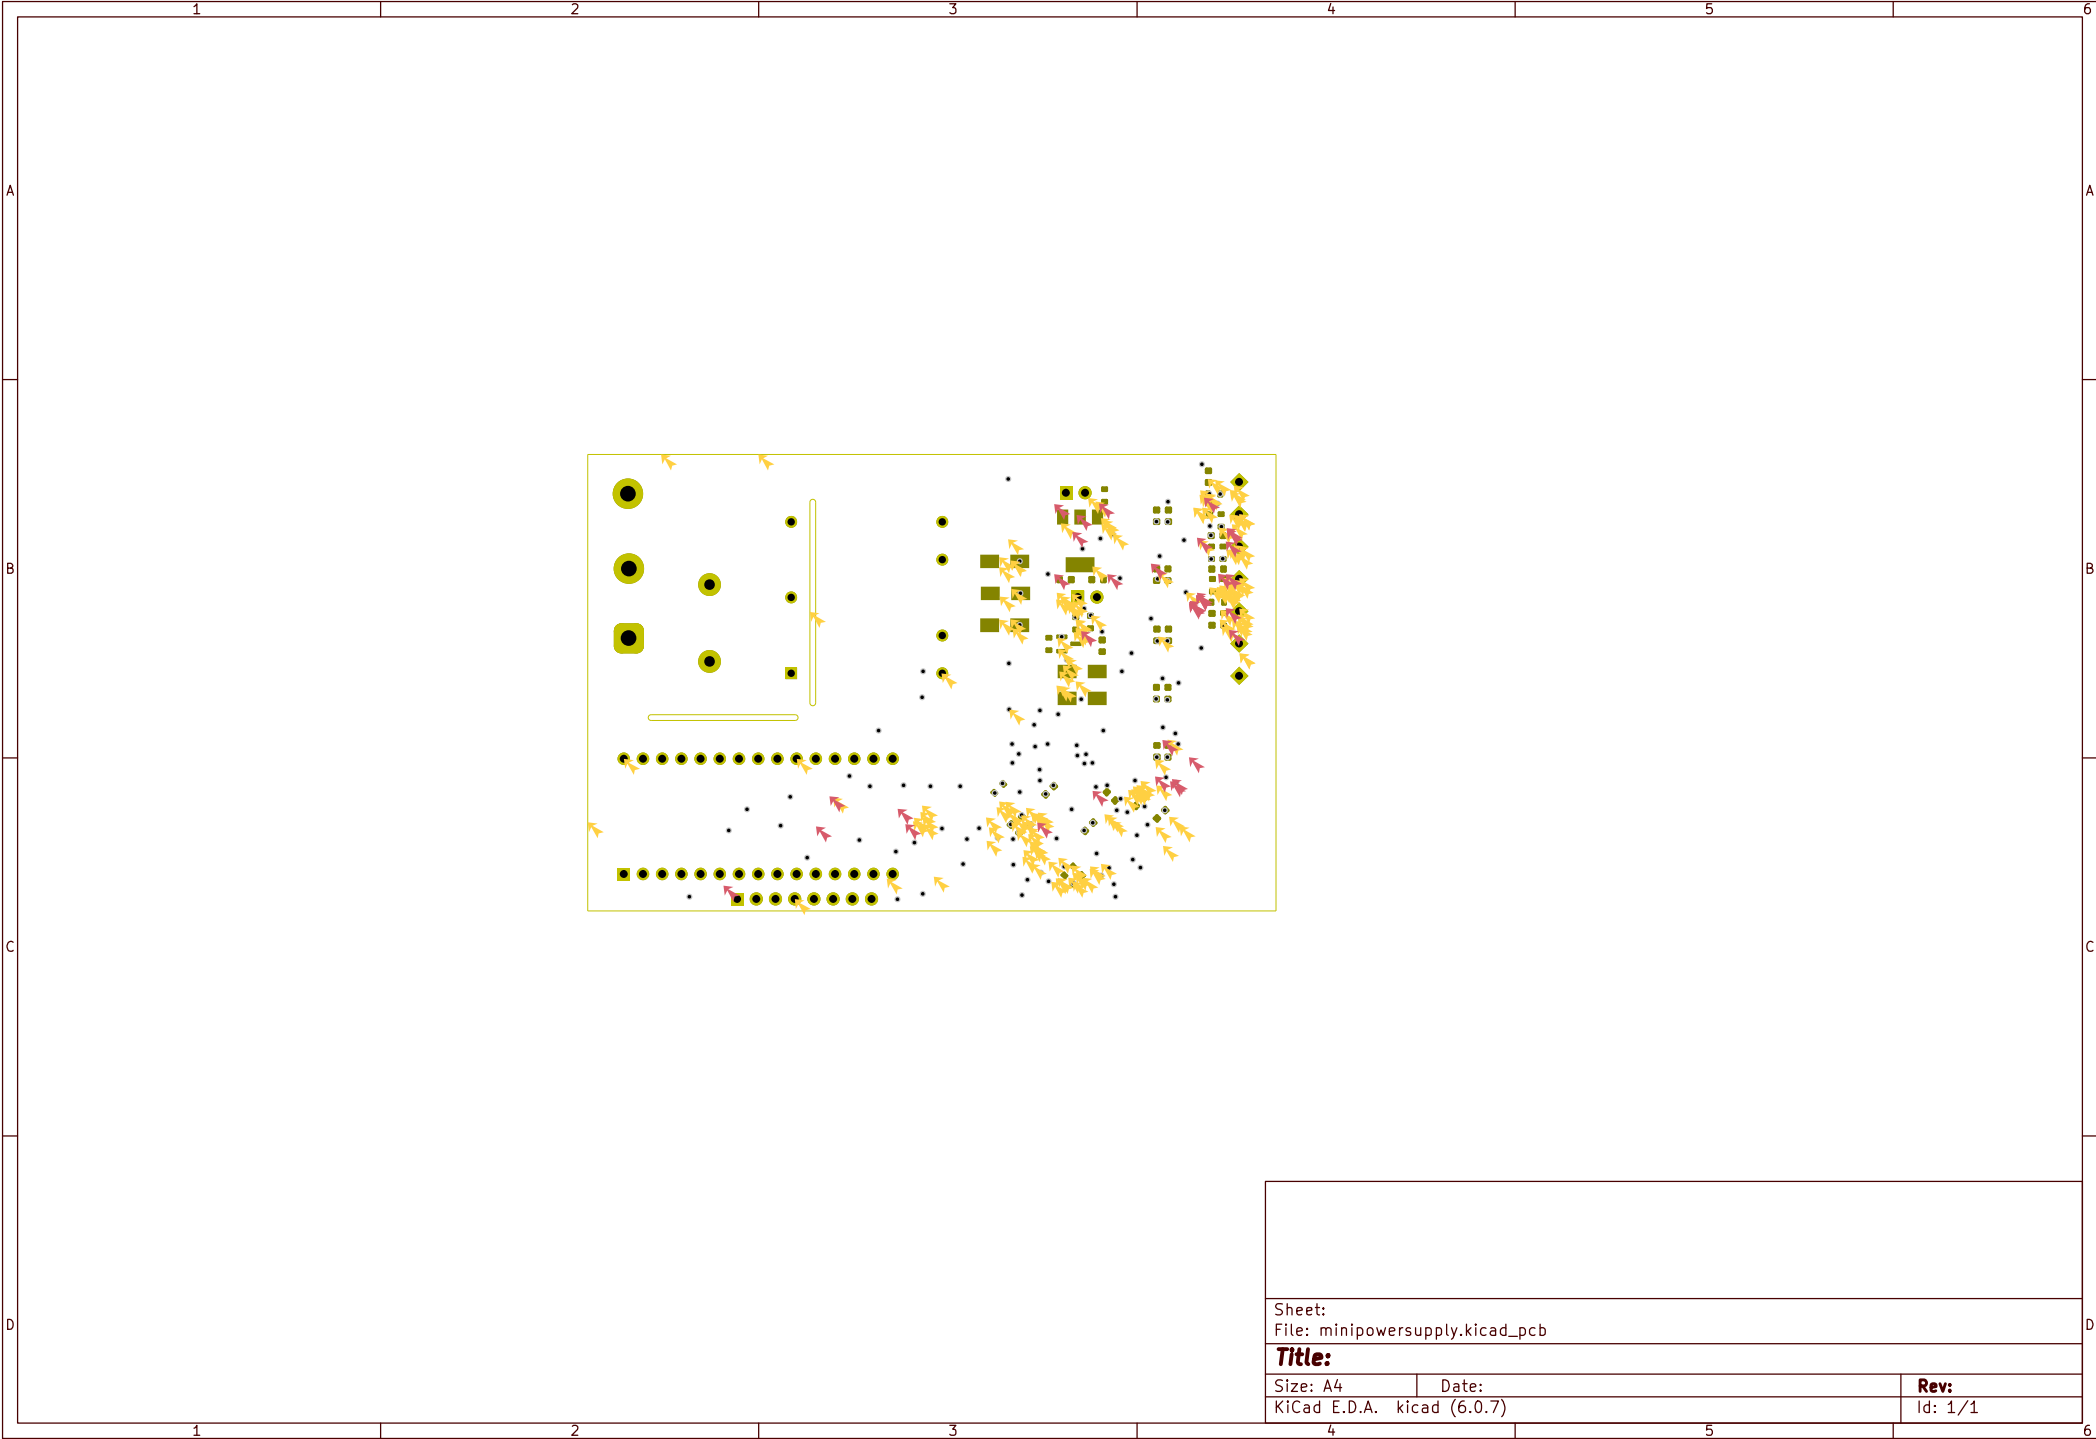 1 2 3 4 5 6
A A
B B
C C
D D
Sheet:
File: minipowersupply.kicad_pcb
Title:
Size: A4 Date: Rev:
KiCad E.D.A. kicad (6.0.7) Id: 1/1
1 2 3 4 5 6